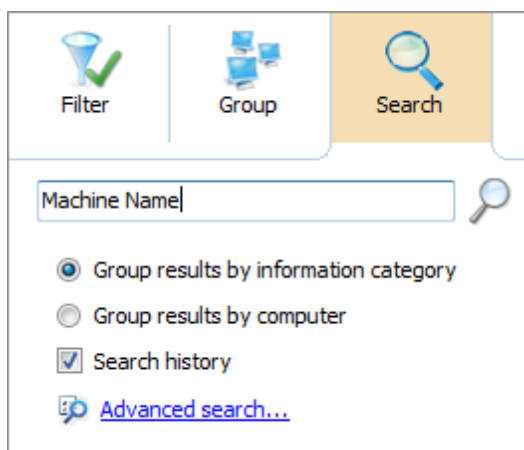 Filter Group Search
Machine Name
Group results by information category
Group results by computer
Search history
Advanced search...